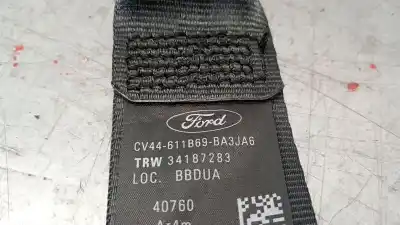 Ford
CV44-611B69-BA3JA6
TRW 34187283
LOC. BBDUA
40760